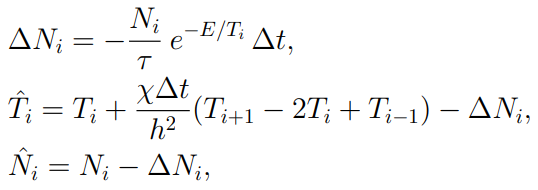 ΔN_i = −\frac{N_i}{τ} e^{−E/T_i} Δt,
\hat{T}_i = T_i + \frac{χΔt}{h^2}(T_{i+1} − 2T_i + T_{i−1}) − ΔN_i,
\hat{N}_i = N_i − ΔN_i,